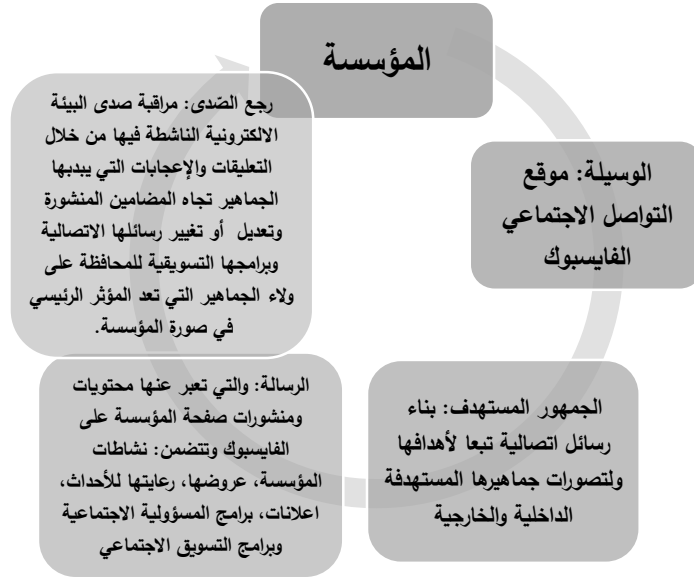 المؤسسة
الوسيلة: موقع
التواصل الاجتماعي
الفايسبوك
الجمهور المستهدف: بناء
رسائل اتصالية تبعا لأهدافها
ولتصورات جماهيرها المستهدفة
الداخلية والخارجية
الرسالة: والتي تعبر عنها محتويات
ومنشورات صفحة المؤسسة على
الفايسبوك وتتضمن: نشاطات
المؤسسة، عروضها، رعايتها للأحداث،
اعلانات، برامج المسؤولية الاجتماعية
وبرامج التسويق الاجتماعي
رجع الصّدى: مراقبة صدى البيئة
الالكترونية الناشطة فيها من خلال
التعليقات والإعجابات التي يبديها
الجماهير تجاه المضامين المنشورة
وتعديل أو تغيير رسائلها الاتصالية
وبرامجها التسويقية للمحافظة على
ولاء الجماهير التي تعد المؤثر الرئيسي
في صورة المؤسسة.